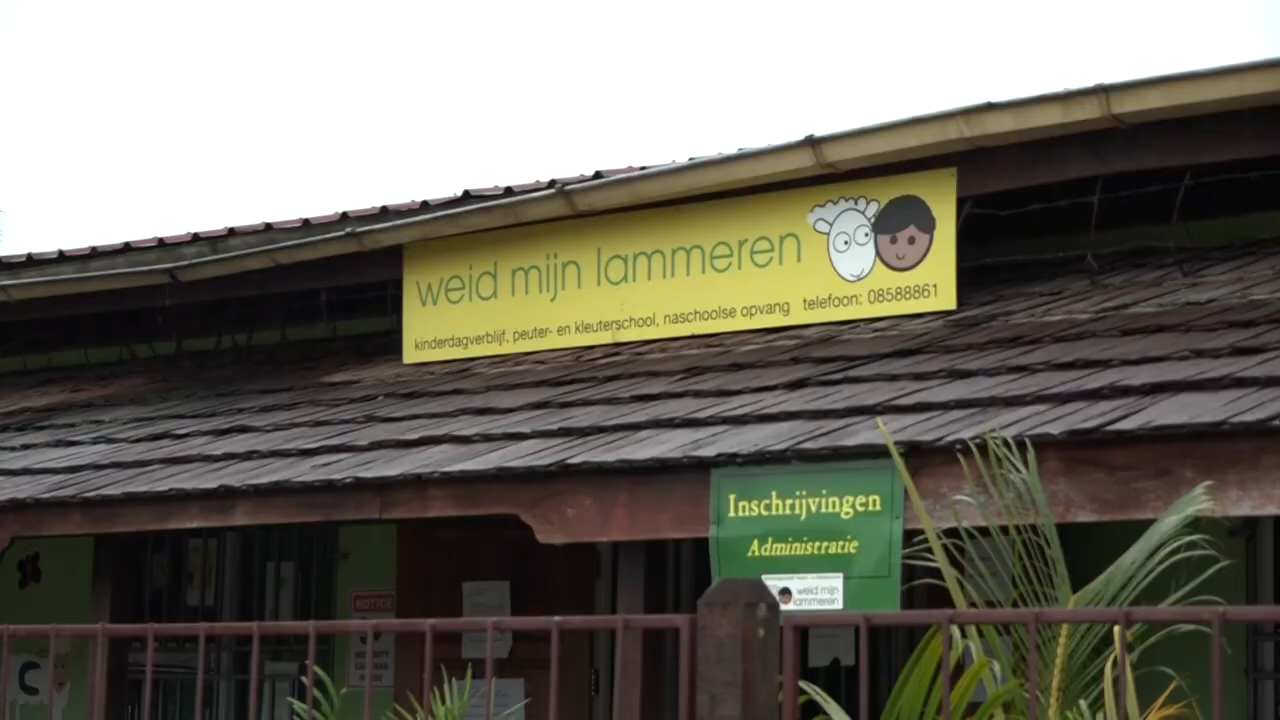 weid mijn lammeren
kinderdagverblijf, peuter- en kleuterschool, naschoolse opvang telefoon: 08588861
Inschrijvingen
Administratie
weid mijn
lammeren
NOTICE